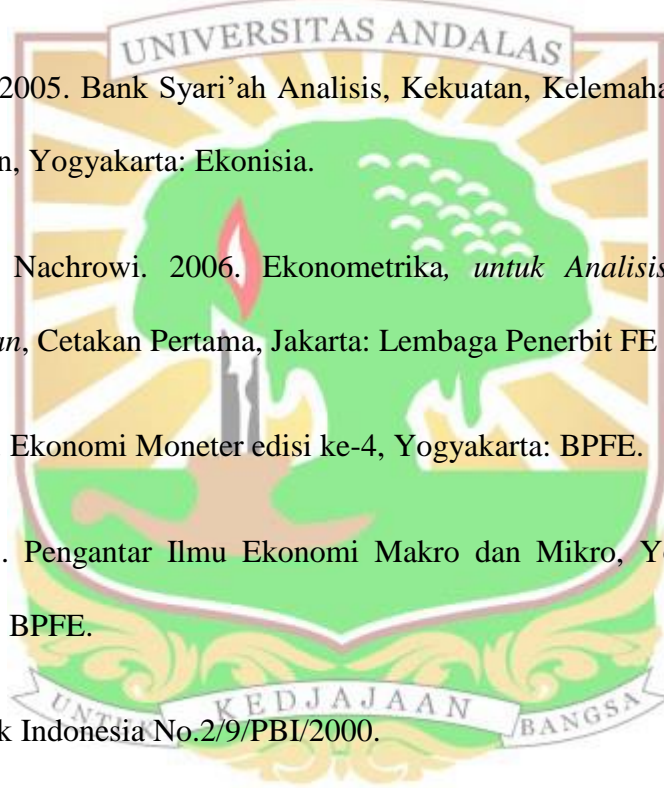 UNIVERSITAS ANDALAS
2005. Bank Syari’ah Analisis, Kekuatan,
n, Yogyakarta: Ekonisia.
Nachrowi. 2006. Ekonometrika, untuk Analisis
an, Cetakan Pertama, Jakarta: Lembaga Penerbit FE
Ekonomi Moneter edisi ke-4, Yogyakarta: BPFE.
. Pengantar Ilmu Ekonomi Makro dan Mikro,
BPFE.
UNTUK KEDJAJAAN BANGSA
k Indonesia No.2/9/PBI/2000.